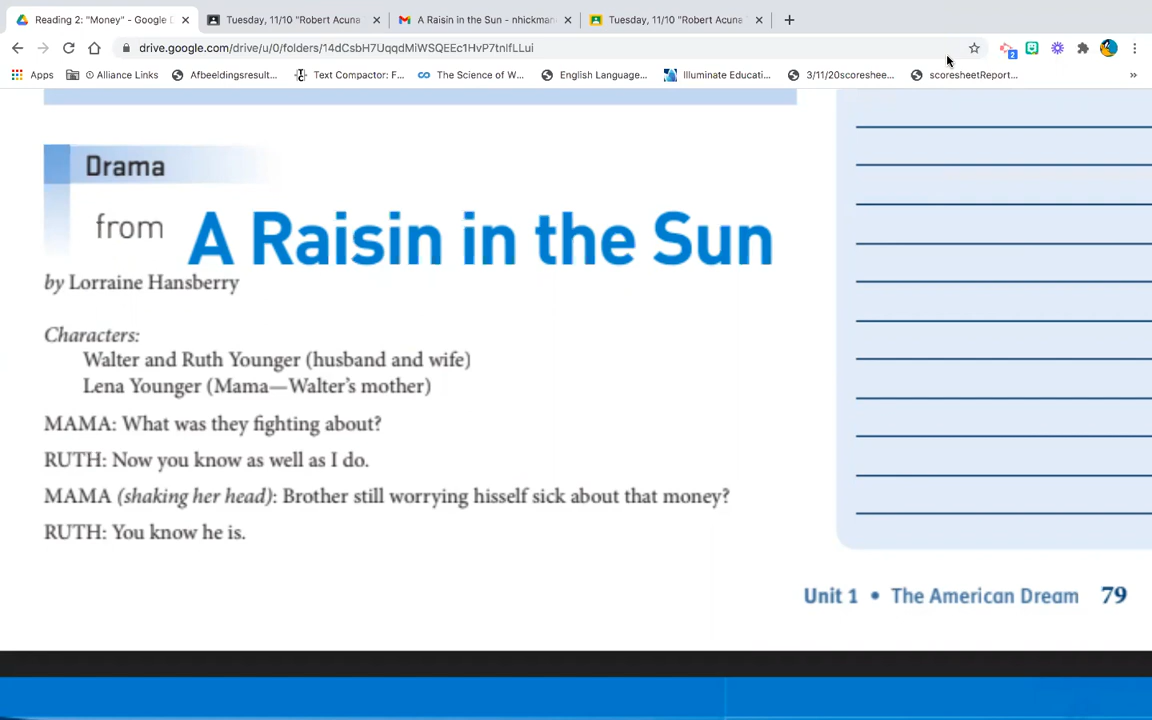 Reading 2: "Money" - Google D
Tuesday, 11/10 "Robert Acuna
A Raisin in the Sun - nhickman
Tuesday, 11/10 "Robert Acuna
drive.google.com/drive/u/0/folders/14dCsbH7UqqdMiWSQEEc1HvP7tnlfLLui
2
Apps
Alliance Links
Afbeeldingsresult...
Text Compactor: F...
The Science of W...
English Language...
Illuminate Educati...
3/11/20scoreshee...
scoresheetReport...
»
Drama
from A Raisin in the Sun
by Lorraine Hansberry
Characters:
Walter and Ruth Younger (husband and wife)
Lena Younger (Mama—Walter's mother)
MAMA: What was they fighting about?
RUTH: Now you know as well as I do.
MAMA (shaking her head): Brother still worrying hisself sick about that money?
RUTH: You know he is.
Unit 1 • The American Dream 79